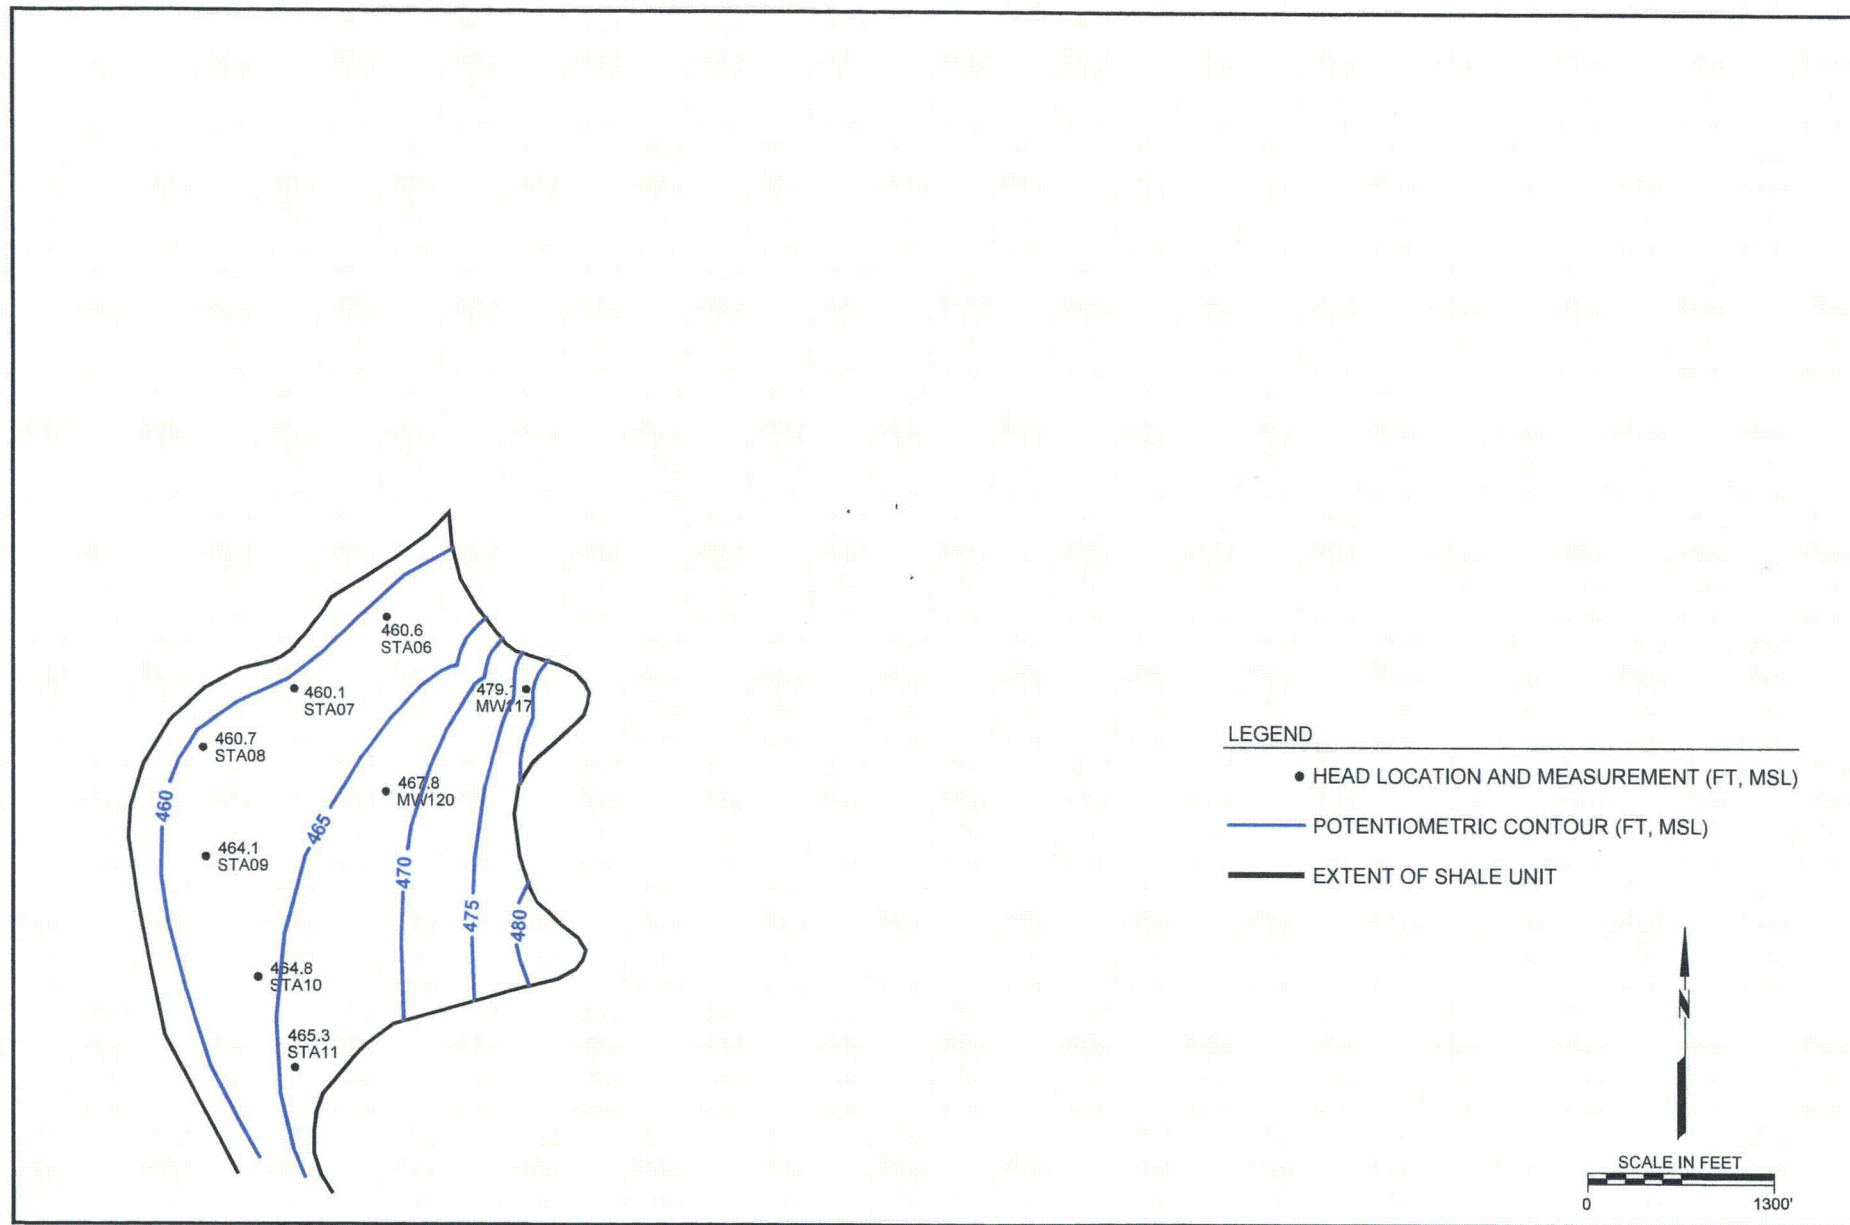 460.6
STA06
460.1
STA07
479.1
MW117
460.7
STA08
460
467.8
MW120
465
464.1
STA09
470
475
480
464.8
STA10
465.3
STA11
LEGEND
HEAD LOCATION AND MEASUREMENT (FT, MSL)
POTENTIOMETRIC CONTOUR (FT, MSL)
EXTENT OF SHALE UNIT
N
SCALE IN FEET
0 1300'